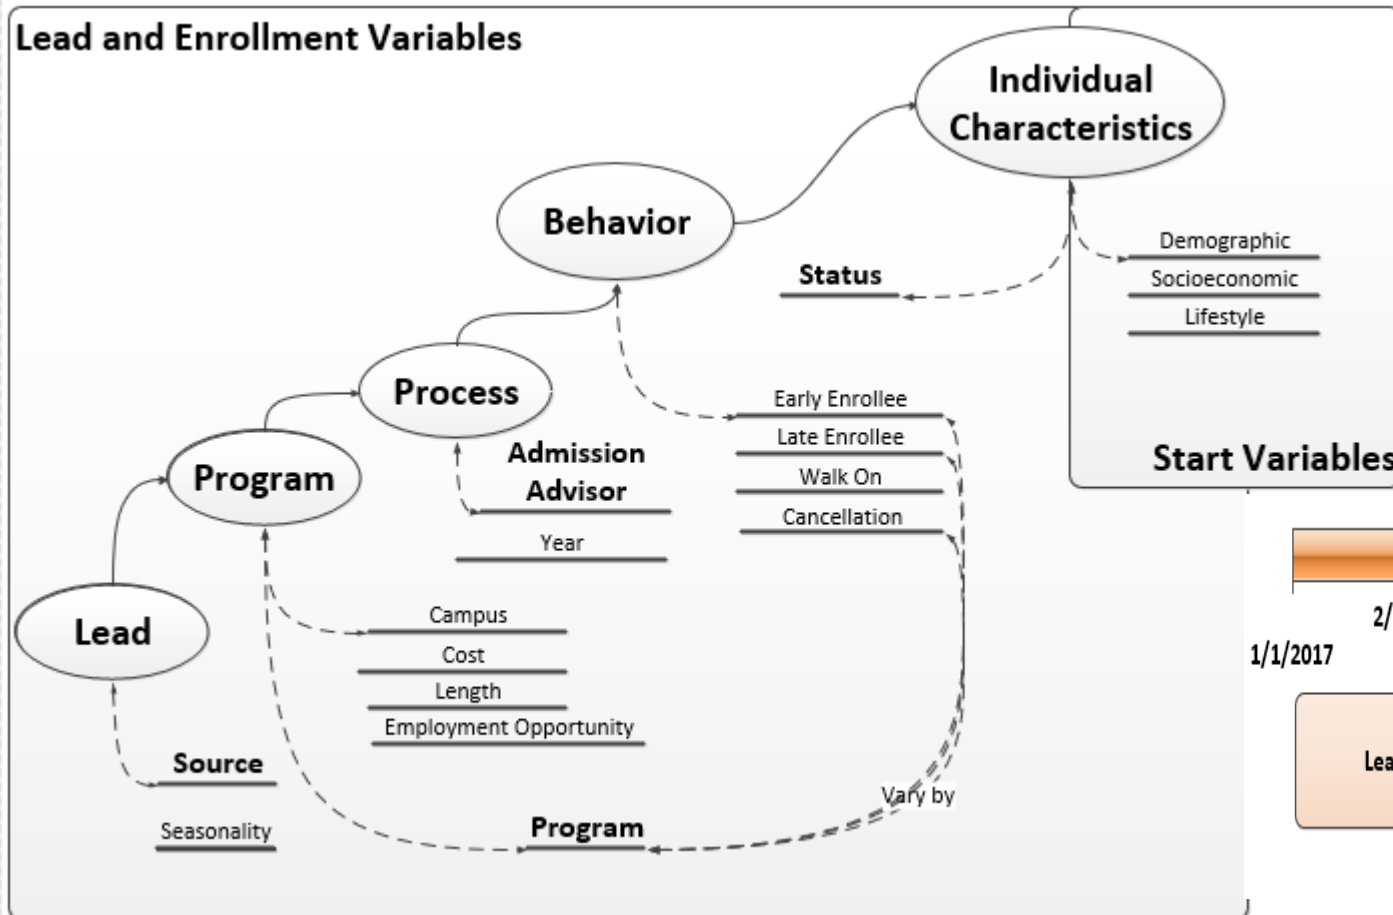 Lead and Enrollment Variables
Individual
Characteristics
Behavior
Demographic
Status
Socioeconomic
Lifestyle
Process
Early Enrollee
Late Enrollee
Walk On
Cancellation
Start Variables
Program
Admission
Advisor
Year
Lead
Campus
Cost
Length
Employment Opportunity
2/
1/1/2017
Source
Lea
Seasonality
Vary by
Program